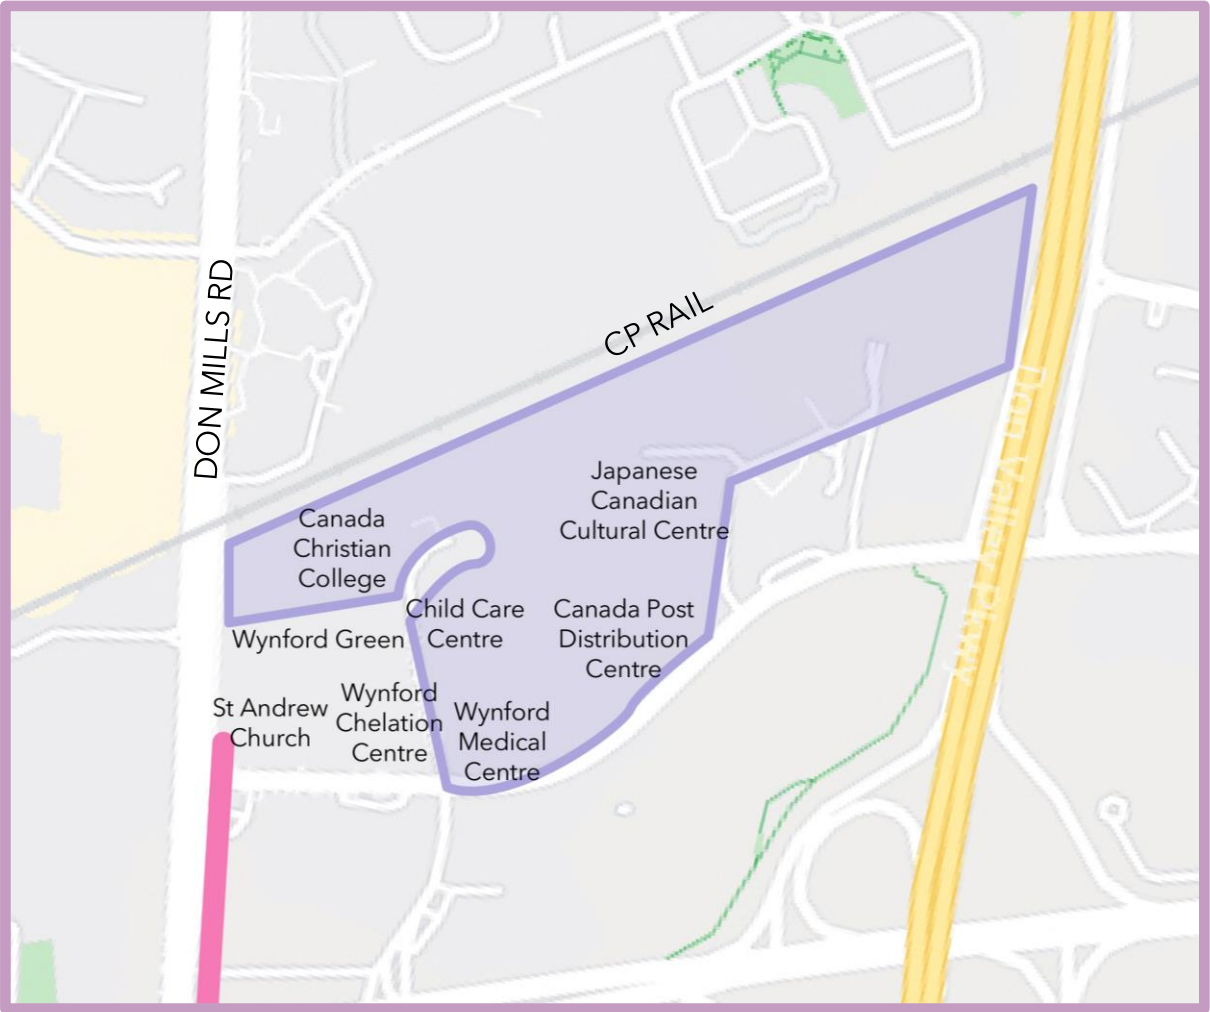 DON MILLS RD
CP RAIL
Don Valley Pkwy
Japanese
Canadian
Cultural Centre
Canada
Christian
College
Child Care
Centre
Canada Post
Distribution
Centre
Wynford Green
St Andrew
Church
Wynford
Chelation
Centre
Wynford
Medical
Centre